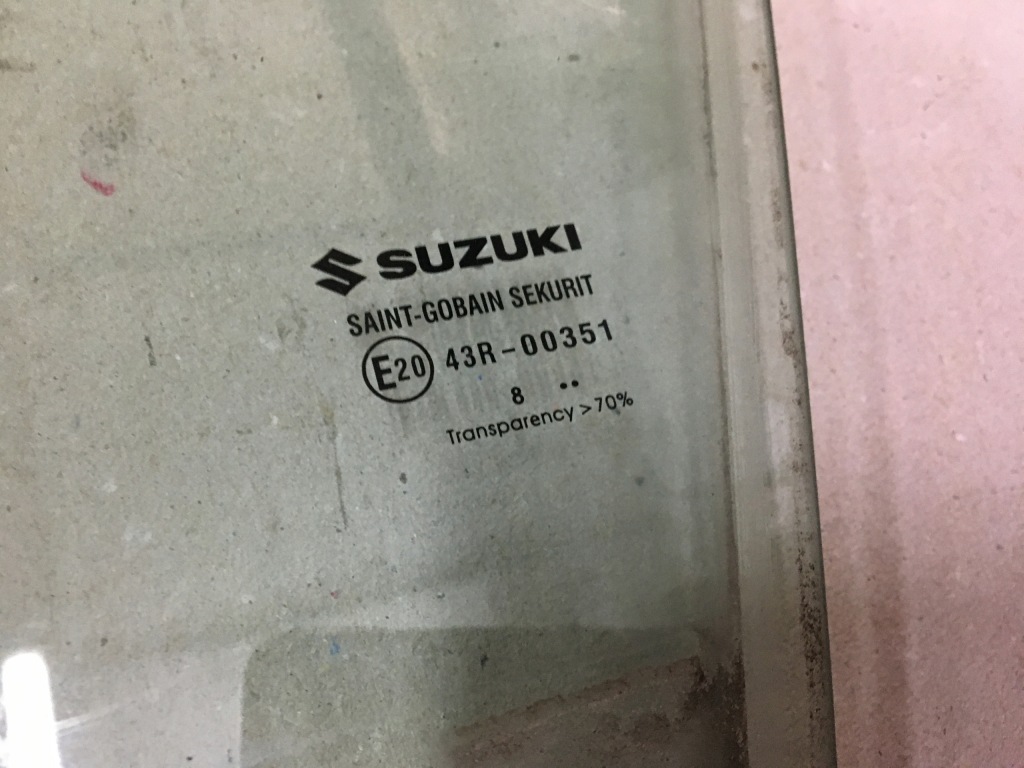 SUZUKI
SAINT-GOBAIN SEKURIT
E20 43R-00351
8 ••
Transparency >70%